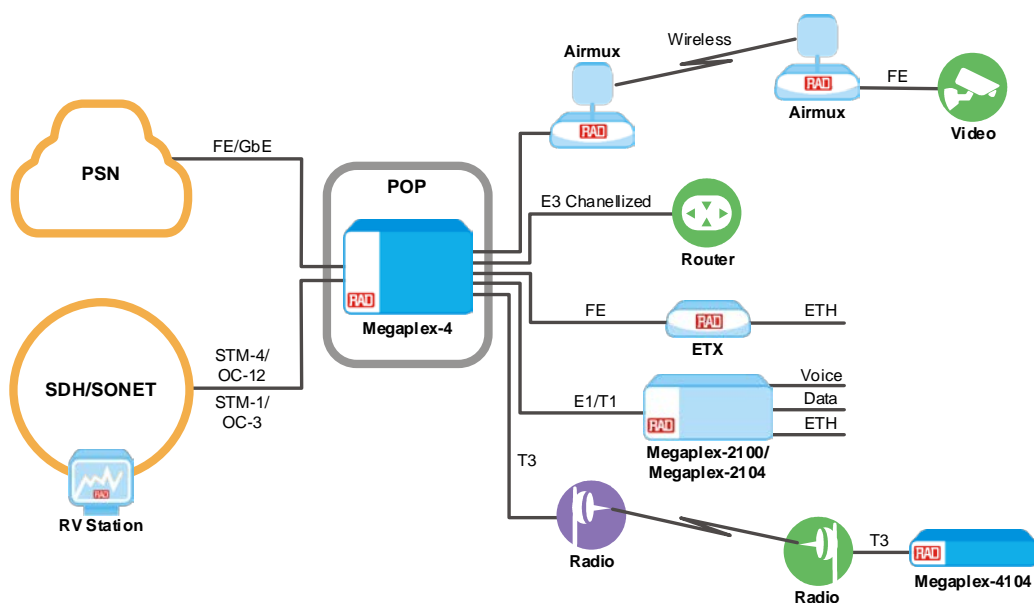 Airmux
Wireless
RAD
RAD
FE
Airmux
Video
PSN
FE/GbE
POP
E3 Chanellized
Router
RAD
Megaplex-4
FE
RAD
ETX
ETH
SDH/SONET
STM-4/
OC-12
STM-1/
OC-3
E1/T1
RAD
Voice
Data
ETH
Megaplex-2100/
Megaplex-2104
RAD
RV Station
T3
Radio
Radio
T3
RAD
Megaplex-4104